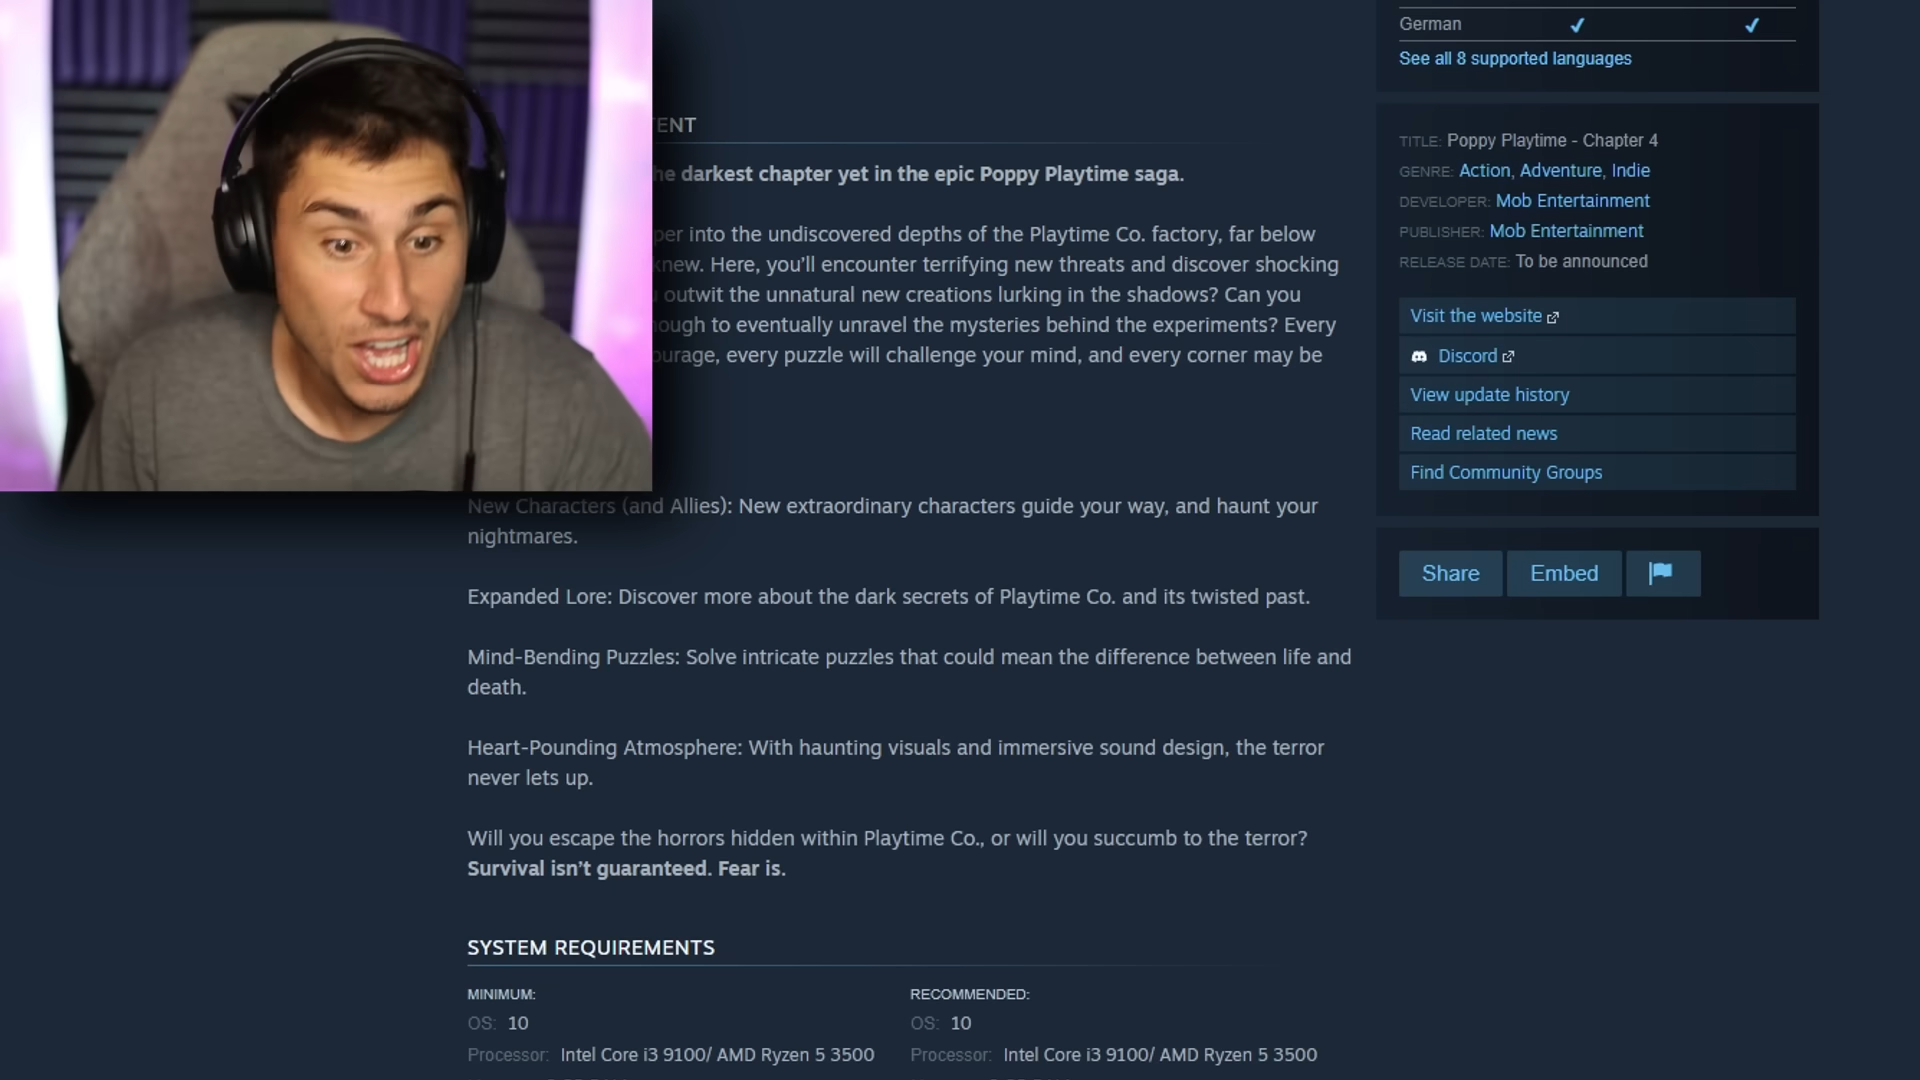 German
See all 8 supported languages
TENT
he darkest chapter yet in the epic Poppy Playtime saga.
per into the undiscovered depths of the Playtime Co. factory, far below
knew. Here, you'll encounter terrifying new threats and discover shocking
outwit the unnatural new creations lurking in the shadows? Can you
nough to eventually unravel the mysteries behind the experiments? Every
ourage, every puzzle will challenge your mind, and every corner may be
New Characters (and Allies): New extraordinary characters guide your way, and haunt your
nightmares.
Expanded Lore: Discover more about the dark secrets of Playtime Co. and its twisted past.
Mind-Bending Puzzles: Solve intricate puzzles that could mean the difference between life and
death.
Heart-Pounding Atmosphere: With haunting visuals and immersive sound design, the terror
never lets up.
Will you escape the horrors hidden within Playtime Co., or will you succumb to the terror?
Survival isn't guaranteed. Fear is.
SYSTEM REQUIREMENTS
MINIMUM:
OS: 10
Processor: Intel Core i3 9100/ AMD Ryzen 5 3500
RECOMMENDED:
OS: 10
Processor: Intel Core i3 9100/ AMD Ryzen 5 3500
TITLE: Poppy Playtime - Chapter 4
GENRE: Action, Adventure, Indie
DEVELOPER: Mob Entertainment
PUBLISHER: Mob Entertainment
RELEASE DATE: To be announced
Visit the website
Discord
View update history
Read related news
Find Community Groups
Share
Embed